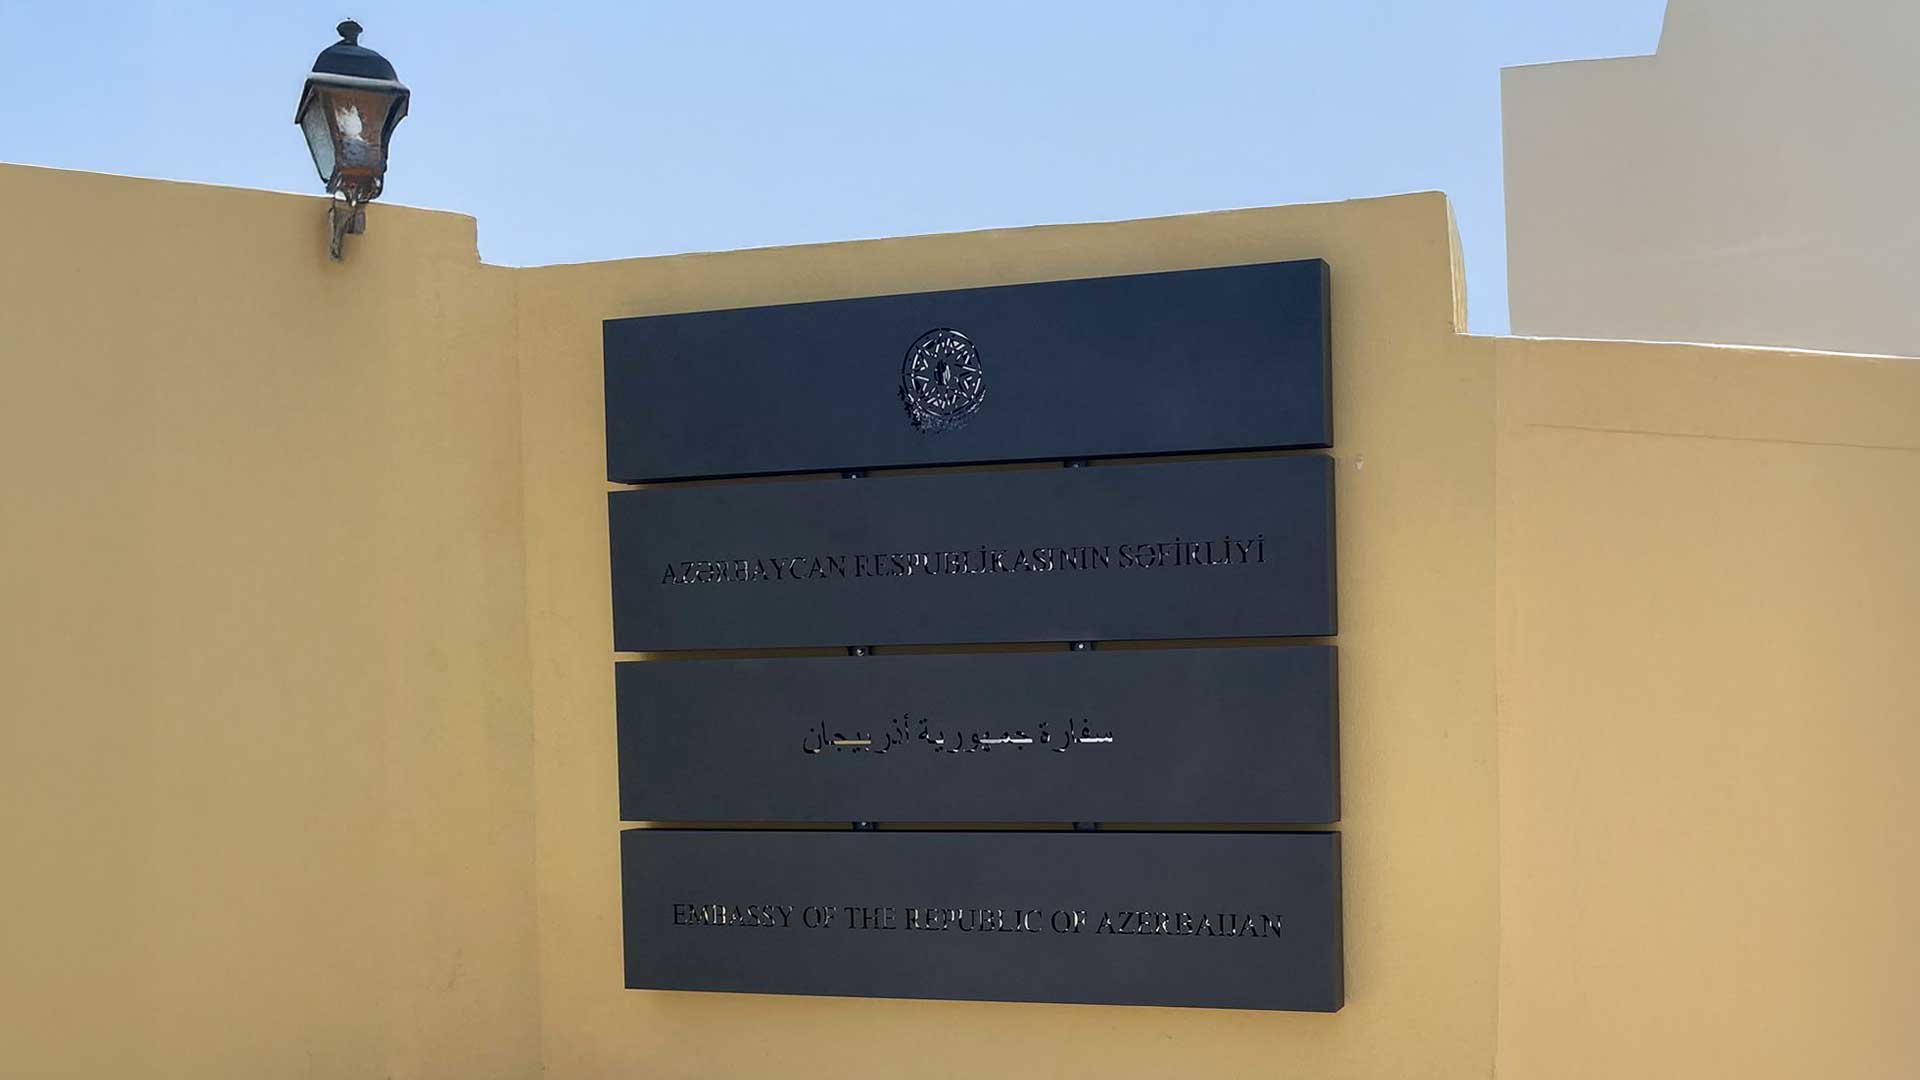 AZƏRBAYCAN RESPUBLİKASININ SƏFİRLİYİ
سفارة جمهورية أذربيجان
EMBASSY OF THE REPUBLIC OF AZERBAIJAN